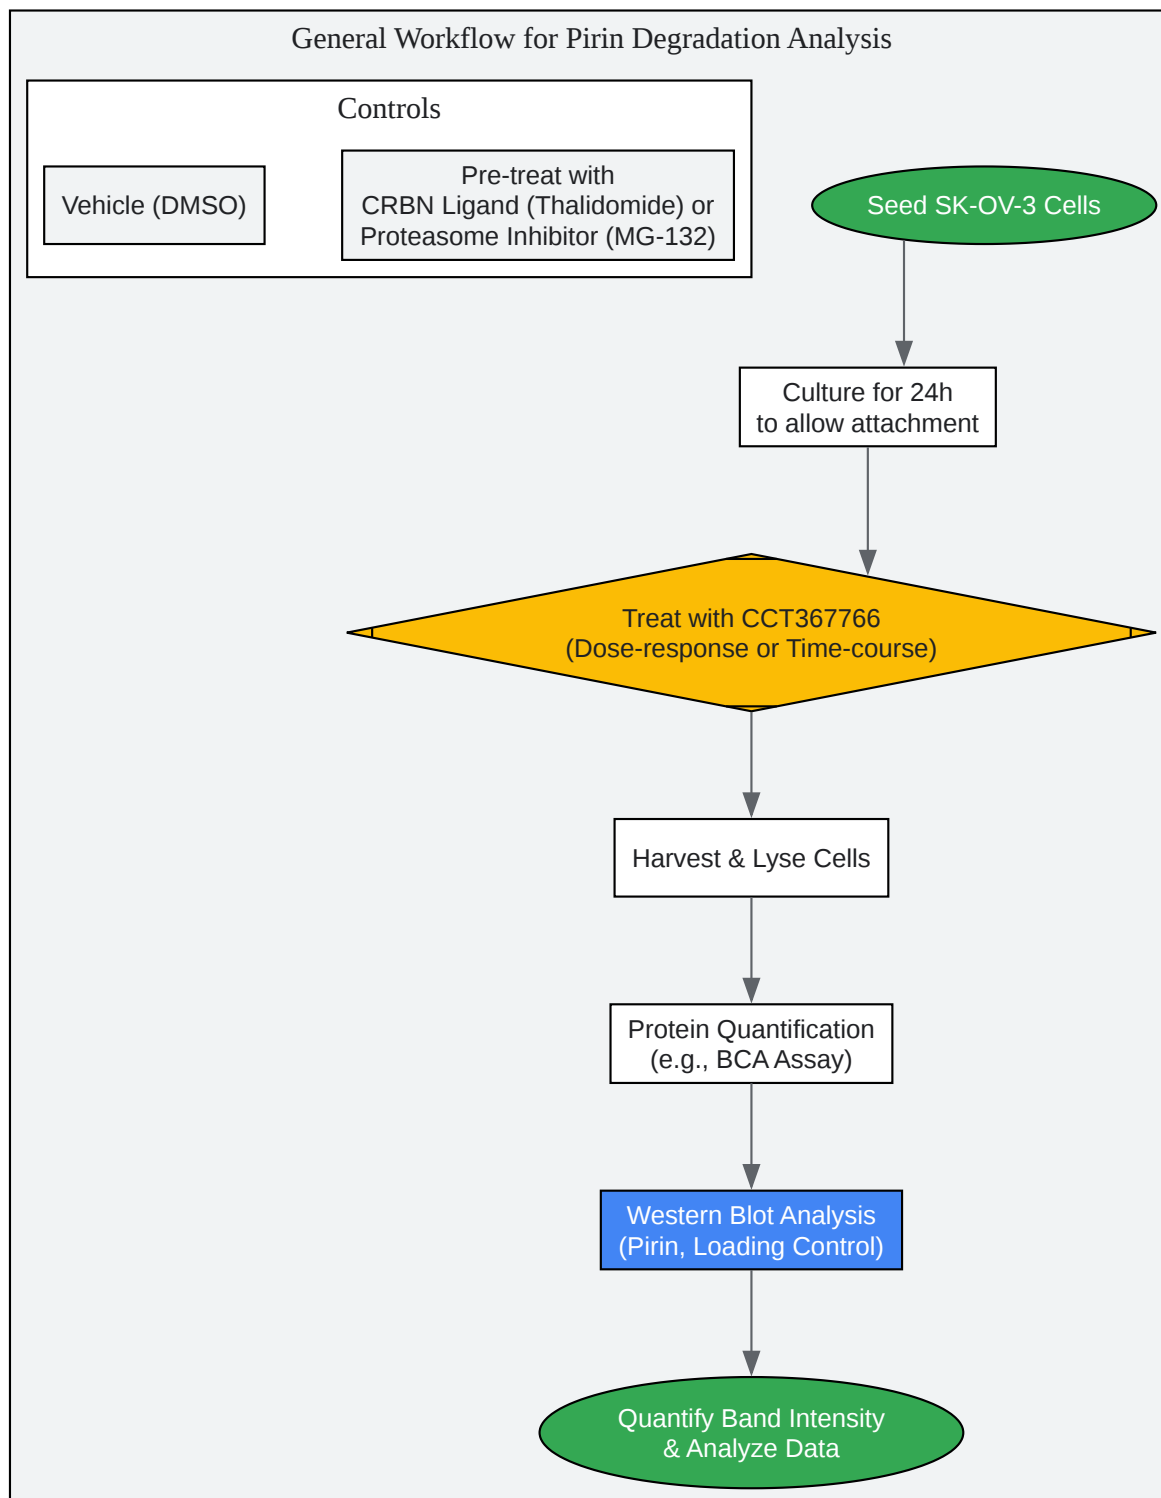 General Workflow for Pirin Degradation Analysis
Controls
Vehicle (DMSO)
Pre-treat with
CRBN Ligand (Thalidomide) or
Proteasome Inhibitor (MG-132)
Seed SK-OV-3 Cells
Culture for 24h
to allow attachment
Treat with CCT367766
(Dose-response or Time-course)
Harvest & Lyse Cells
Protein Quantification
(e.g., BCA Assay)
Western Blot Analysis
(Pirin, Loading Control)
Quantify Band Intensity
& Analyze Data